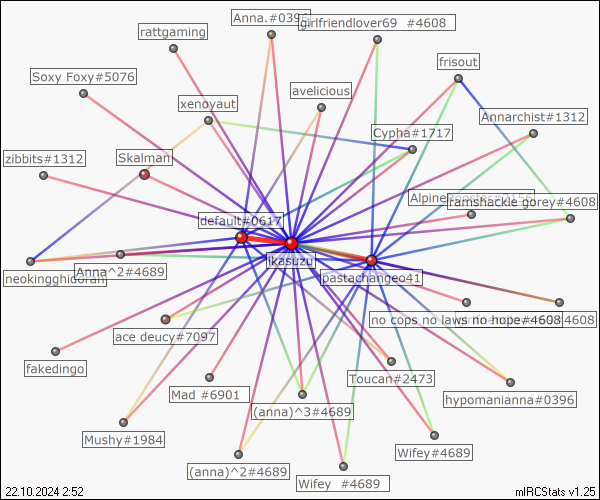 Anna.#0396
girlfriendlover69 #4608
rattgaming
frisout
Soxy Foxy#5076
avelicious
xenoyaut
Annarchist#1312
Cypha#1717
zibbits#1312
Skalman
Alpine
ramshackle gorey#4608
default#0617
ikasuzu
neokingghidorah
Anna^2#4689
pastachangeo41
no cops no laws no hope#4608
#4608
ace deucy#7097
fakedingo
Toucan#2473
Mad #6901
hypomanianna#0396
(anna)^3#4689
Mushy#1984
Wifey#4689
(anna)^2#4689
Wifey #4689
22.10.2024 2:52
mIRCStats v1.25